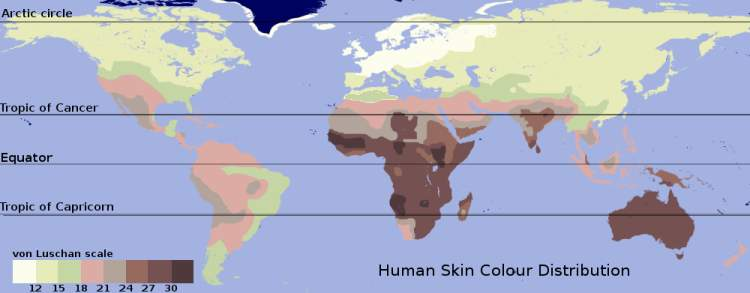 Arctic circle
Tropic of Cancer
Equator
Tropic of Capricorn
von Luschan scale
12 15 18 21 24 27 30
Human Skin Colour Distribution